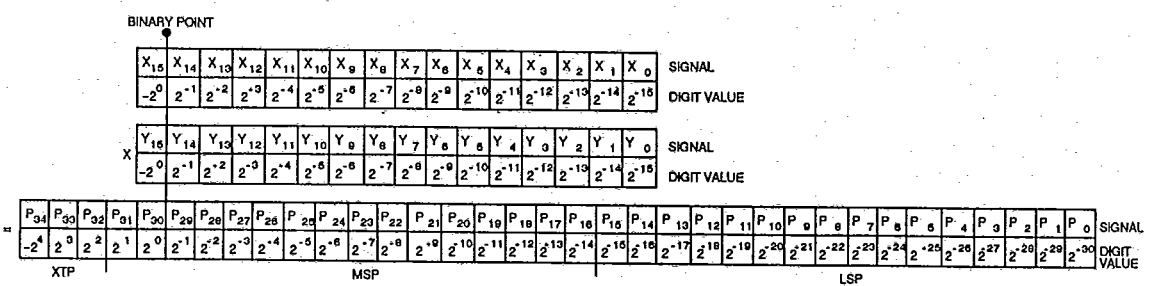 BINARY POINT
X15 X14 X13 X12 X11 X10 X9 X8 X7 X6 X5 X4 X3 X2 X1 X0 SIGNAL
-2^0 2^-1 2^-2 2^-3 2^-4 2^-5 2^-6 2^-7 2^-8 2^-9 2^-10 2^-11 2^-12 2^-13 2^-14 2^-15 DIGIT VALUE
X
Y15 Y14 Y13 Y12 Y11 Y10 Y9 Y8 Y7 Y6 Y5 Y4 Y3 Y2 Y1 Y0 SIGNAL
-2^0 2^-1 2^-2 2^-3 2^-4 2^-5 2^-6 2^-7 2^-8 2^-9 2^-10 2^-11 2^-12 2^-13 2^-14 2^-15 DIGIT VALUE
=
P34 P33 P32 P31 P30 P29 P28 P27 P26 P25 P24 P23 P22 P21 P20 P19 P18 P17 P16 P15 P14 P13 P12 P11 P10 P9 P8 P7 P6 P5 P4 P3 P2 P1 P0 SIGNAL
-2^4 2^3 2^2 2^1 2^0 2^-1 2^-2 2^-3 2^-4 2^-5 2^-6 2^-7 2^-8 2^-9 2^-10 2^-11 2^-12 2^-13 2^-14 2^-15 2^-16 2^-17 2^-18 2^-19 2^-20 2^-21 2^-22 2^-23 2^-24 2^-25 2^-26 2^-27 2^-28 2^-29 2^-30 DIGIT VALUE
XTP MSP LSP